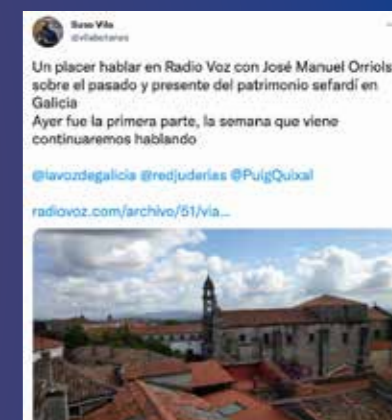 Suso Vila
@vilabotanes
Un placer hablar en Radio Voz con José Manuel Orriols
sobre el pasado y presente del patrimonio sefardí en
Galicia
Ayer fue la primera parte, la semana que viene
continuaremos hablando
@lavozdegalicia @redjuderias @PuigQuixal
radiovoz.com/archivo/51/via...